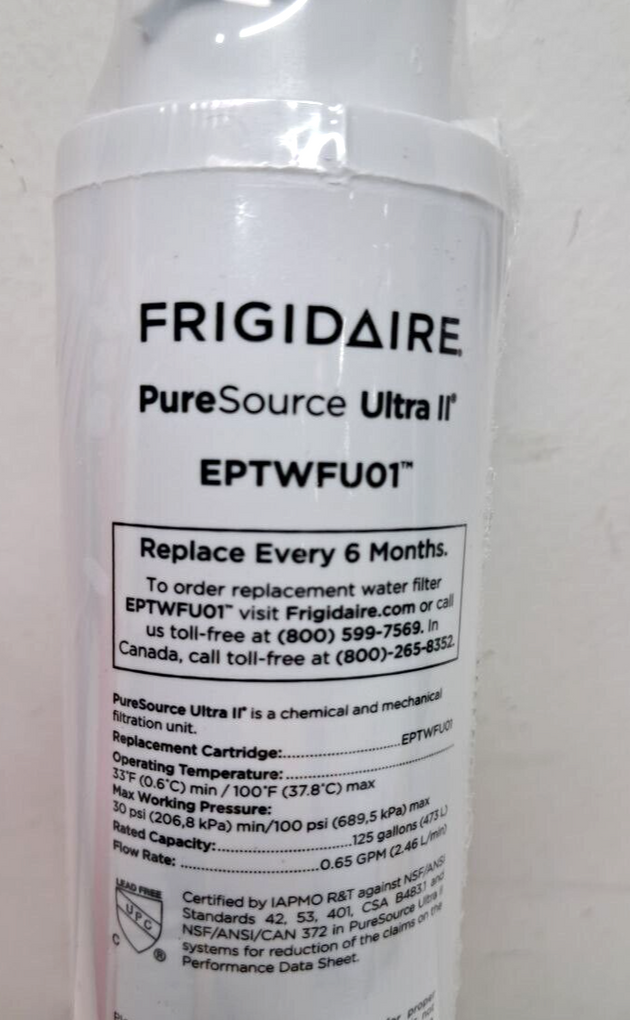 FRIGIDAIRE®
PureSource Ultra II®
EPTWFU01™
Replace Every 6 Months.
To order replacement water filter
EPTWFU01™ visit Frigidaire.com or call
us toll-free at (800) 599-7569. In
Canada, call toll-free at (800)-265-8352.
PureSource Ultra II® is a chemical and mechanical
filtration unit.
Replacement Cartridge:..............................EPTWFU01
Operating Temperature:..........................................
33°F (0.6°C) min / 100°F (37.8°C) max
Max Working Pressure:
30 psi (206,8 kPa) min/100 psi (689,5 kPa) max
Rated Capacity:..................................125 gallons (473 L)
Flow Rate: ..................................0.65 GPM (2.46 L/min)
LEAD FREE
UPC
C ®
Certified by IAPMO R&T against NSF/ANSI
Standards 42, 53, 401, CSA B483.1 and
NSF/ANSI/CAN 372 in PureSource Ultra II
systems for reduction of the claims on the
Performance Data Sheet.
proper